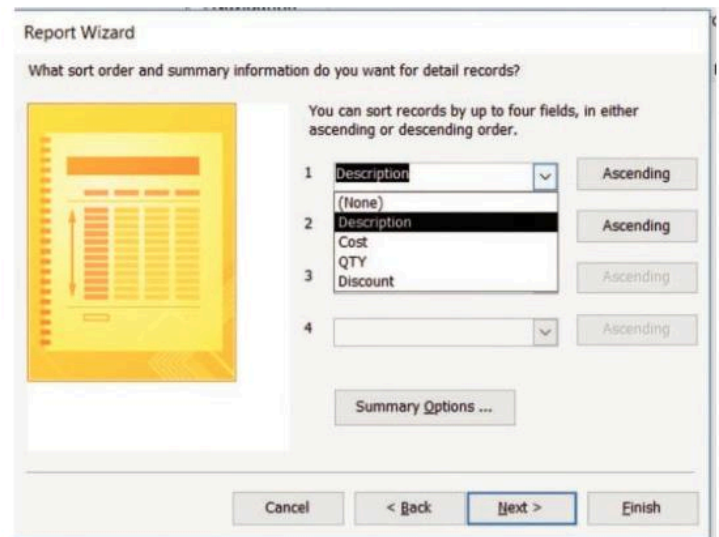 Report Wizard
What sort order and summary information do you want for detail records?
You can sort records by up to four fields, in either
ascending or descending order.
1 Description Ascending
(None)
2 Description Ascending
Cost
QTY
3 Discount Ascending
4 Ascending
Summary Options ...
Cancel < Back Next > Finish